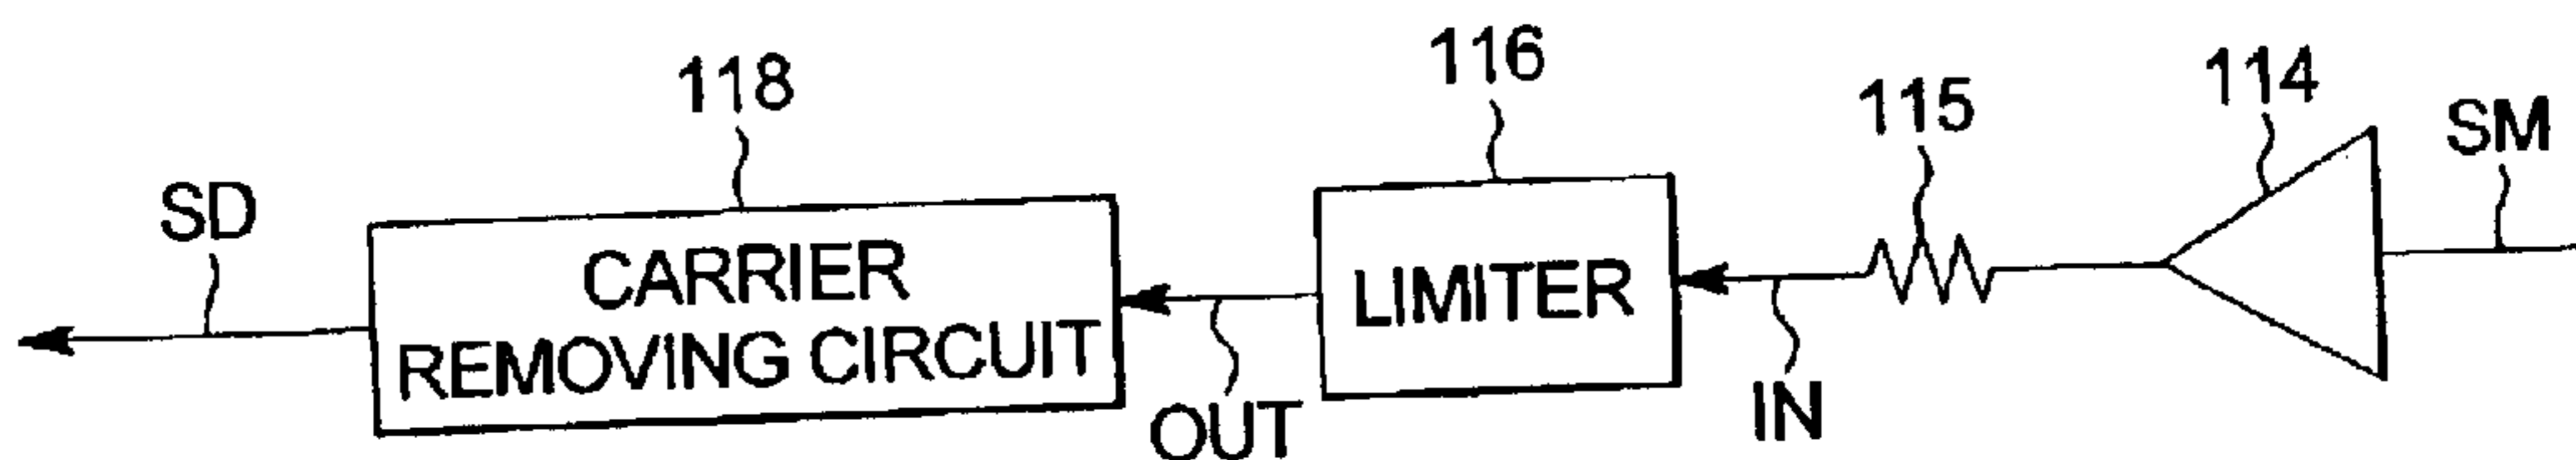 118
116
115
114
SM
SD
CARRIER
REMOVING CIRCUIT
LIMITER
OUT
IN